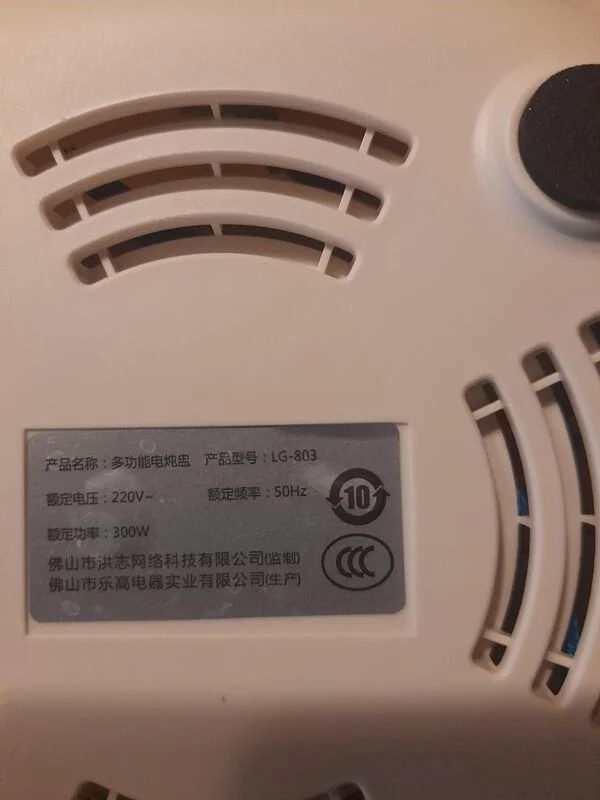 产品名称：多功能电炖盅 产品型号：LG-803
额定电压：220V~ 额定频率：50Hz
10
额定功率：300W
CCC
佛山市洪志网络科技有限公司(监制)
佛山市乐高电器实业有限公司(生产)